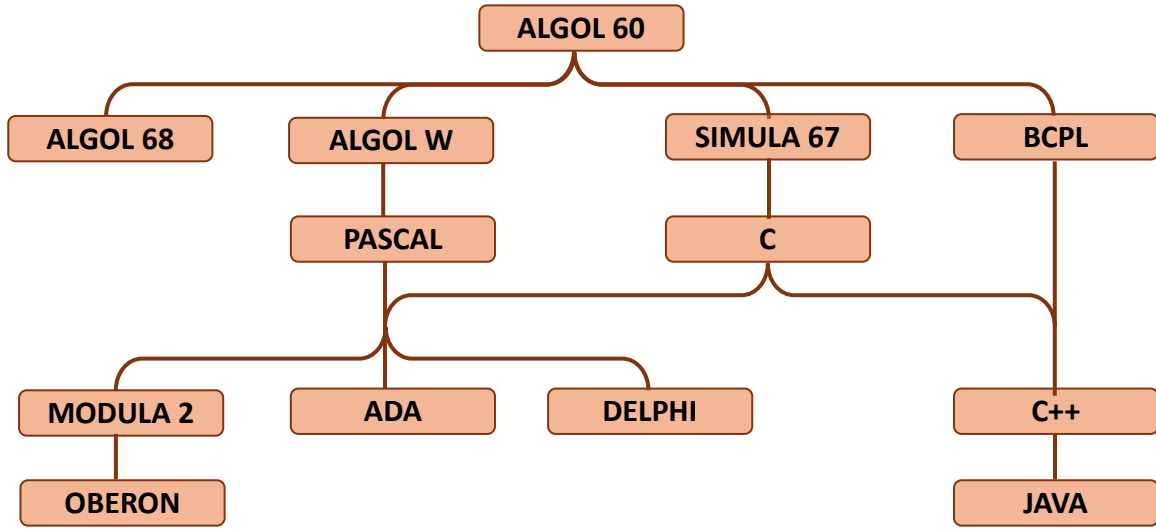 ALGOL 60
ALGOL 68
ALGOL W
SIMULA 67
BCPL
PASCAL
C
MODULA 2
ADA
DELPHI
C++
OBERON
JAVA